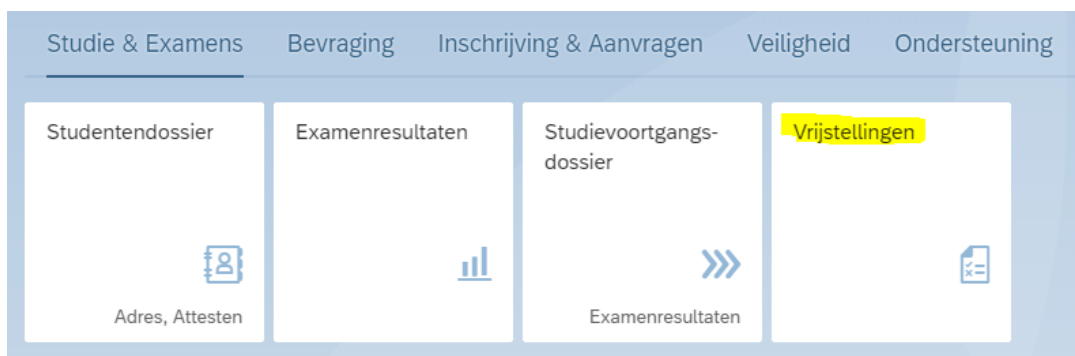 Studie & Examens Bevraging Inschrijving & Aanvragen Veiligheid Ondersteuning
Studentendossier
Adres, Attesten
Examenresultaten
Studievoortgangs-
dossier
Examenresultaten
Vrijstellingen